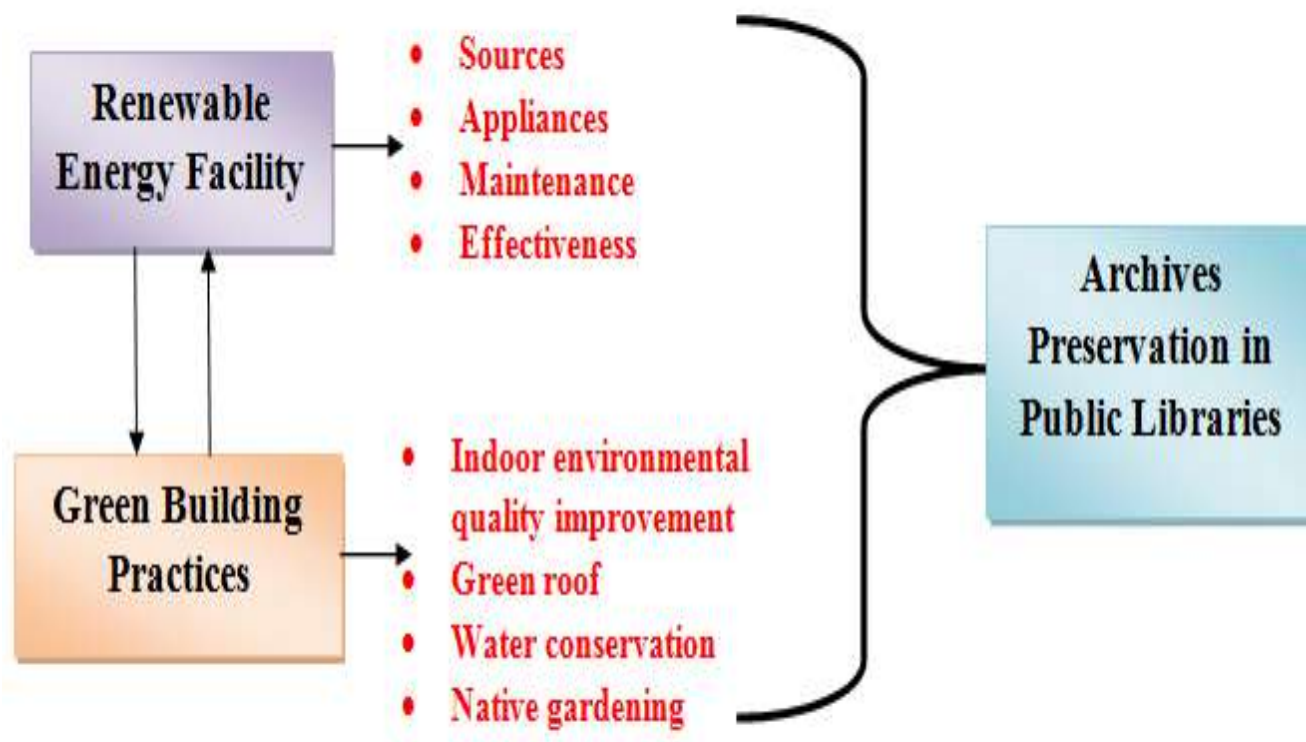 Renewable
Energy Facility
• Sources
• Appliances
• Maintenance
• Effectiveness
Green Building
Practices
• Indoor environmental
quality improvement
• Green roof
• Water conservation
• Native gardening
Archives
Preservation in
Public Libraries